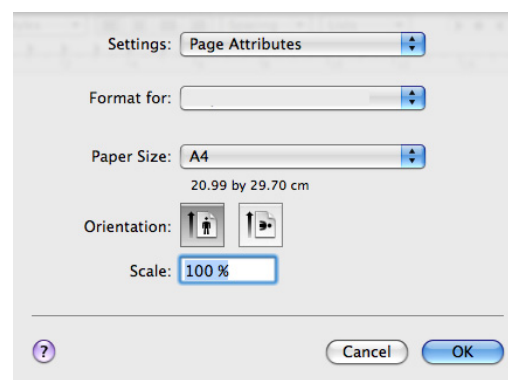 Settings: Page Attributes
Format for:
Paper Size: A4
20.99 by 29.70 cm
Orientation:
Scale: 100 %
? Cancel OK